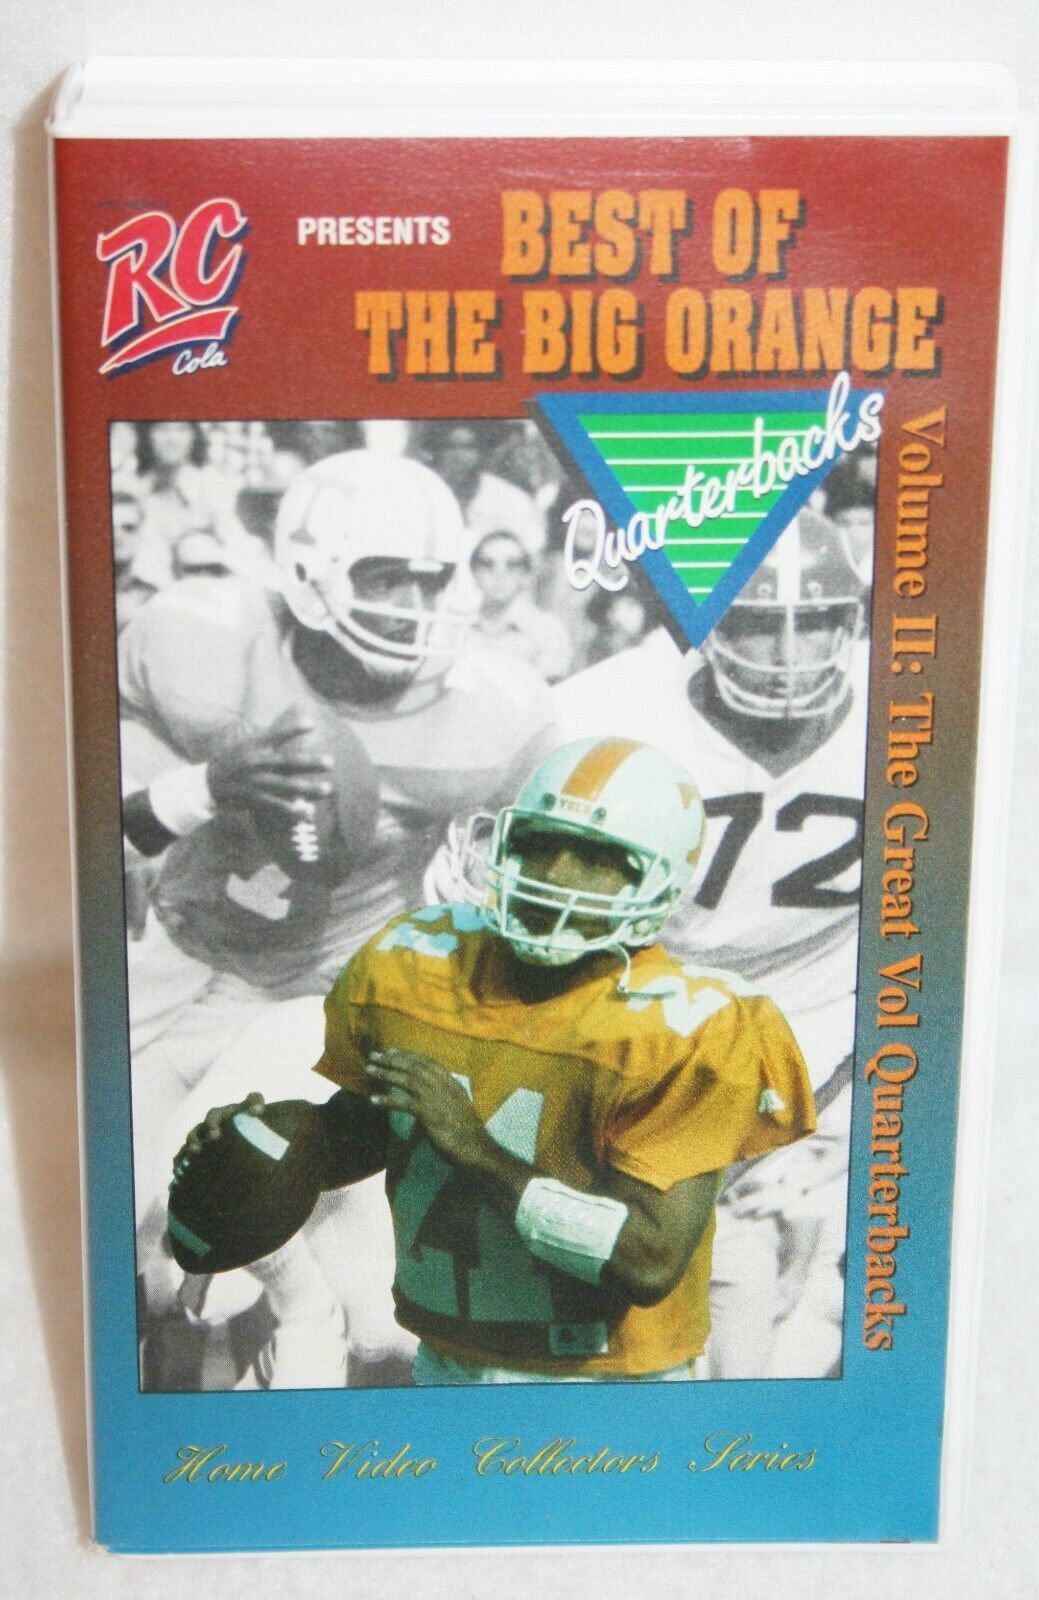 RC
Cola
PRESENTS
BEST OF
THE BIG ORANGE
Quarterbacks
Volume II: The Great Vol Quarterbacks
VOLS
72
Home Video Collectors Series